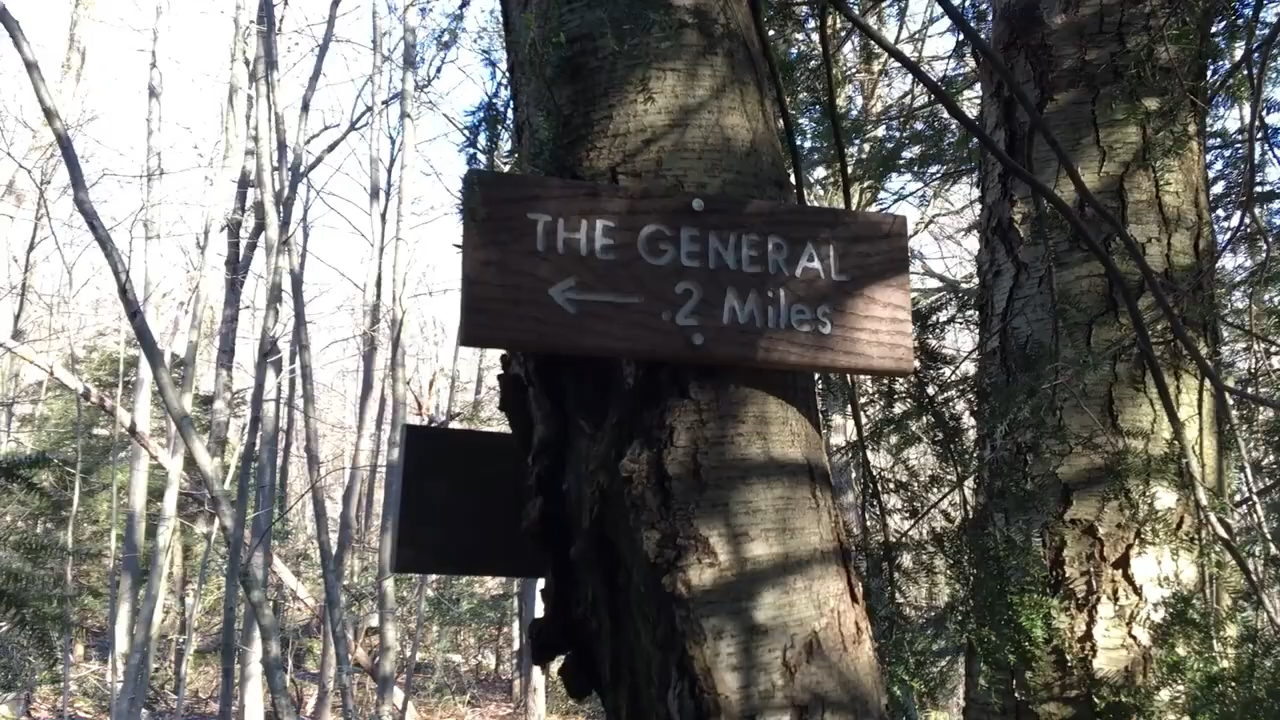 THE GENERAL
← .2 Miles